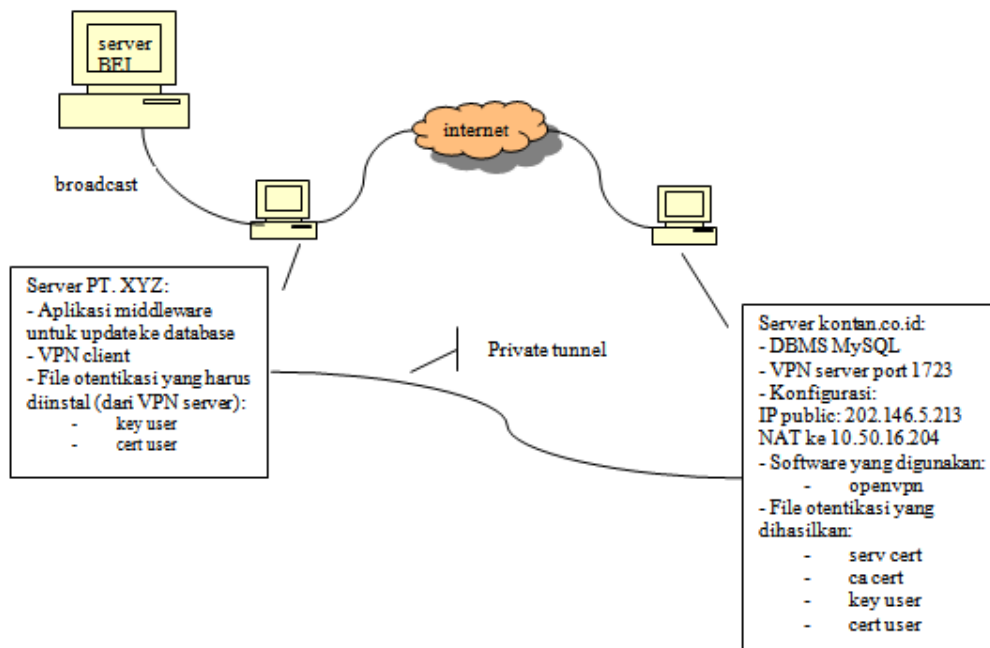 server
BEJ
internet
broadcast
Server PT. XYZ:
- Aplikasi middleware
untuk update ke database
- VPN client
- File otentikasi yang harus
diinstal (dari VPN server):
- key user
- cert user
Private tunnel
Server kontan.co.id:
- DBMS MySQL
- VPN server port 1723
- Konfigurasi:
IP public: 202.146.5.213
NAT ke 10.50.16.204
- Software yang digunakan:
- openvpn
- File otentikasi yang
dihasilkan:
- serv cert
- ca cert
- key user
- cert user